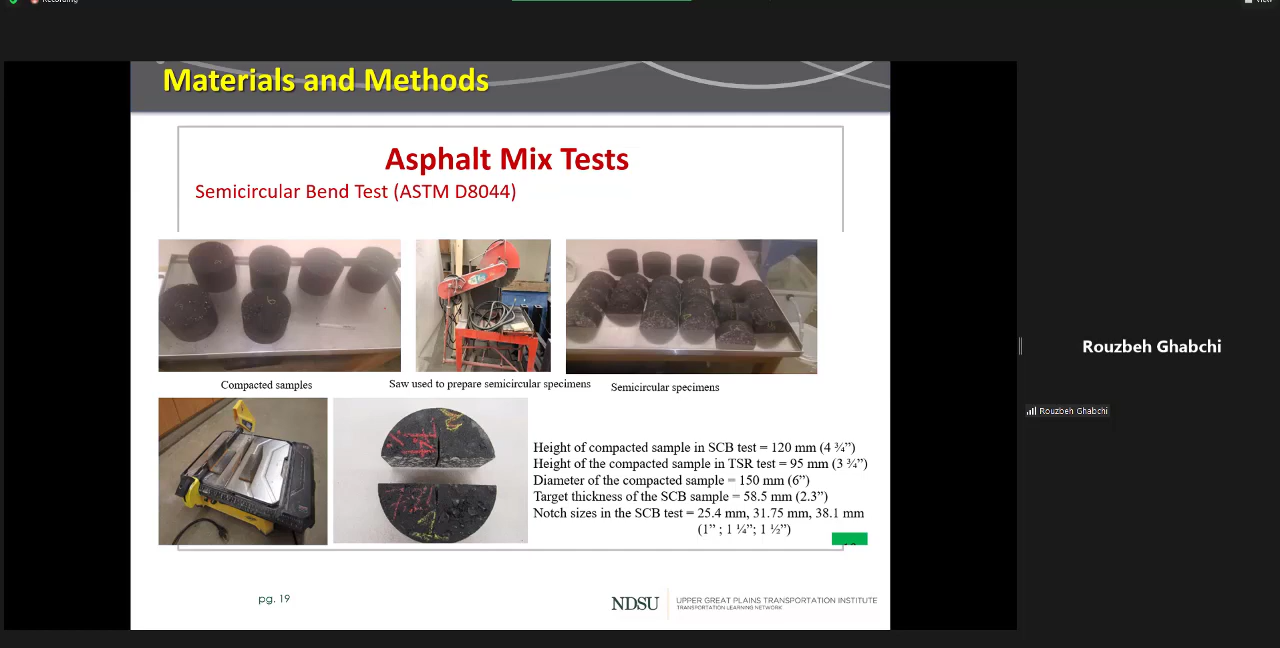 Recording
View
Materials and Methods
Asphalt Mix Tests
Semicircular Bend Test (ASTM D8044)
Compacted samples
Saw used to prepare semicircular specimens
Semicircular specimens
Height of compacted sample in SCB test = 120 mm (4 ¾”)
Height of the compacted sample in TSR test = 95 mm (3 ¾”)
Diameter of the compacted sample = 150 mm (6”)
Target thickness of the SCB sample = 58.5 mm (2.3”)
Notch sizes in the SCB test = 25.4 mm, 31.75 mm, 38.1 mm
(1” ; 1 ¼”; 1 ½”)
pg. 19
NDSU
UPPER GREAT PLAINS TRANSPORTATION INSTITUTE
TRANSPORTATION LEARNING NETWORK
Rouzbeh Ghabchi
Rouzbeh Ghabchi